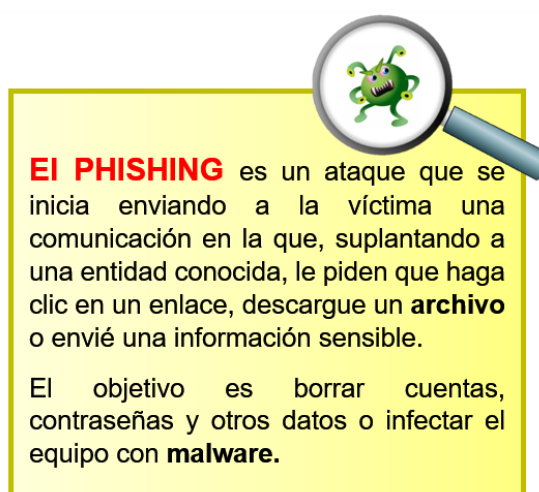 El PHISHING es un ataque que se
inicia enviando a la víctima una
comunicación en la que, suplantando a
una entidad conocida, le piden que haga
clic en un enlace, descargue un archivo
o envié una información sensible.
El objetivo es borrar cuentas,
contraseñas y otros datos o infectar el
equipo con malware.